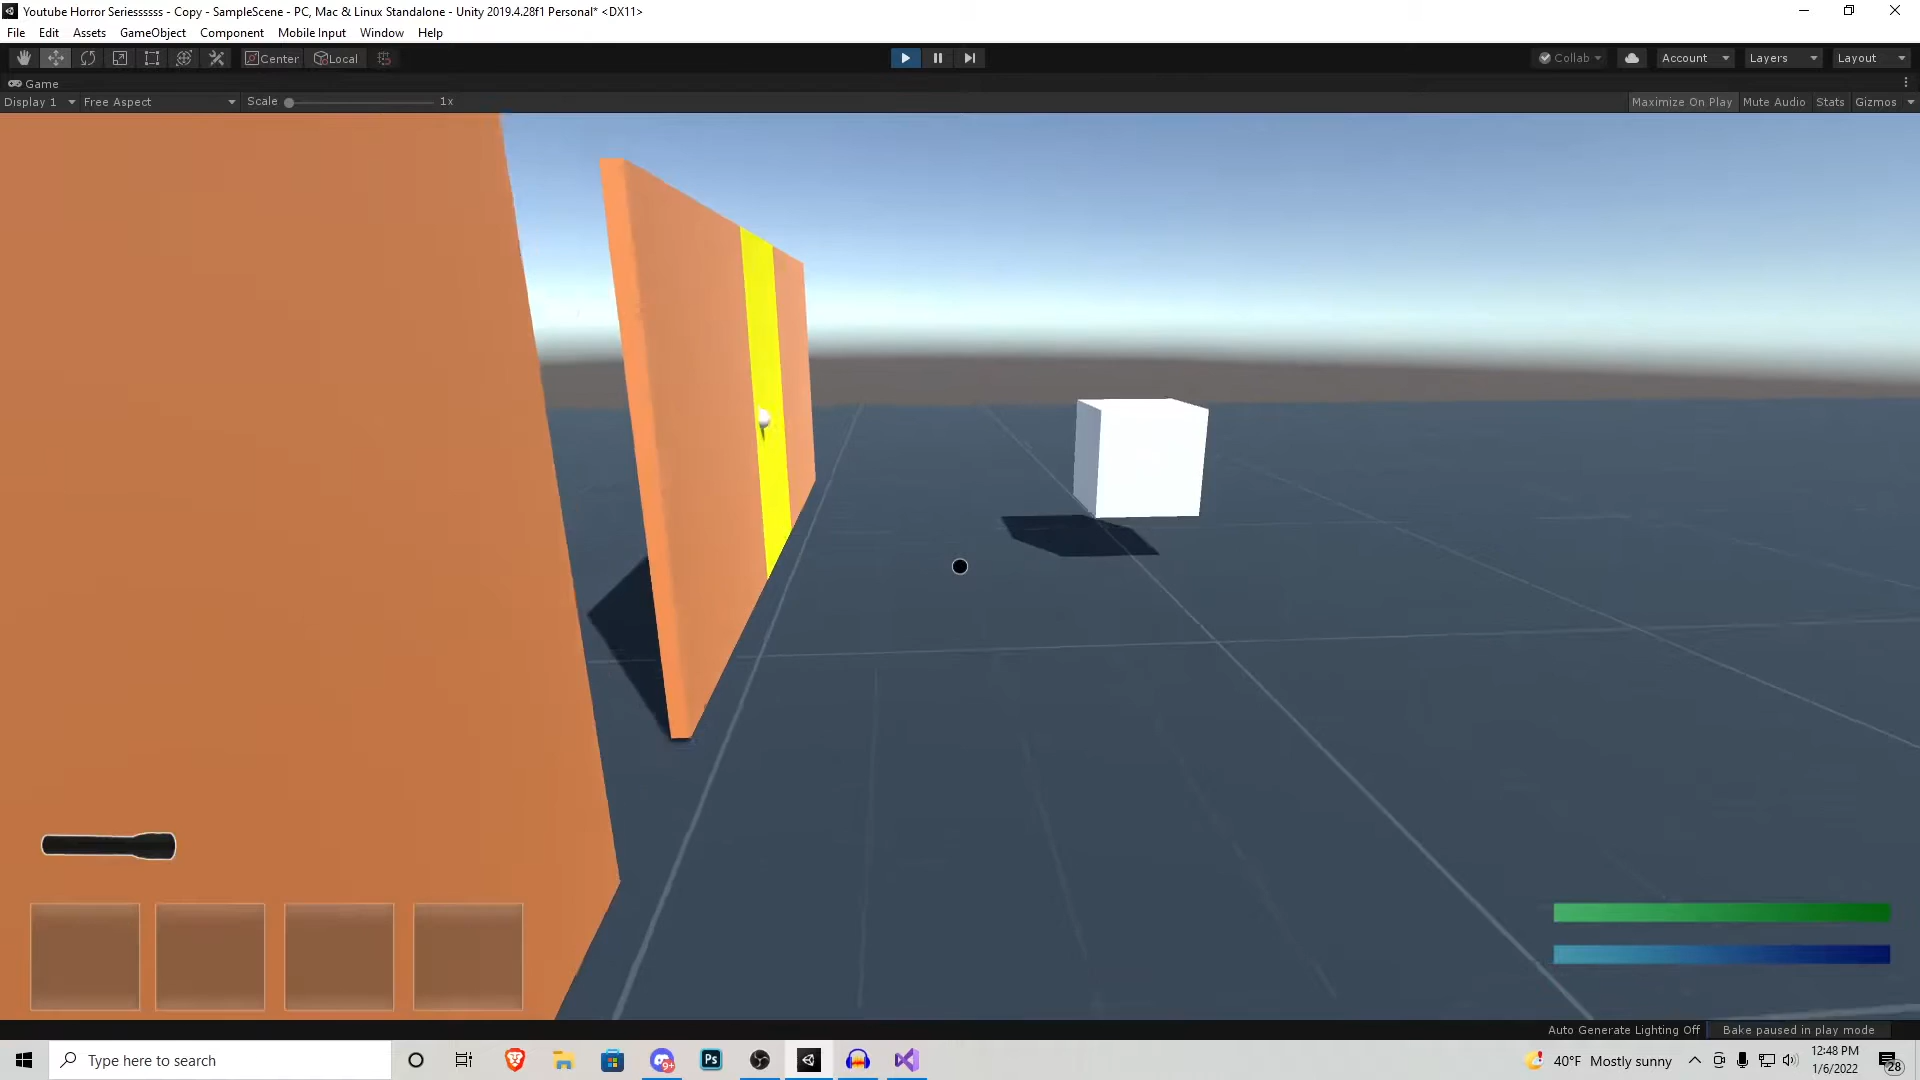 Youtube Horror Seriessssss - Copy - SampleScene - PC, Mac & Linux Standalone - Unity 2019.4.28f1 Personal* <DX11>
File Edit Assets GameObject Component Mobile Input Window Help
Center Local Collab Account Layers Layout
Game
Display 1 Free Aspect Scale 1x Maximize On Play Mute Audio Stats Gizmos
Auto Generate Lighting Off Bake paused in play mode
Type here to search 9+ Ps 40°F Mostly sunny 12:48 PM
1/6/2022 28